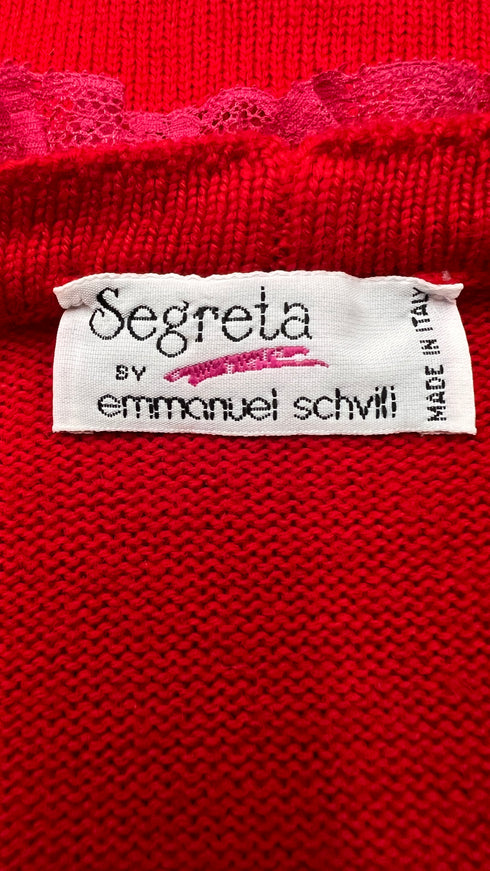 Segreta
BY
emmanuel schvili
MADE IN ITALY